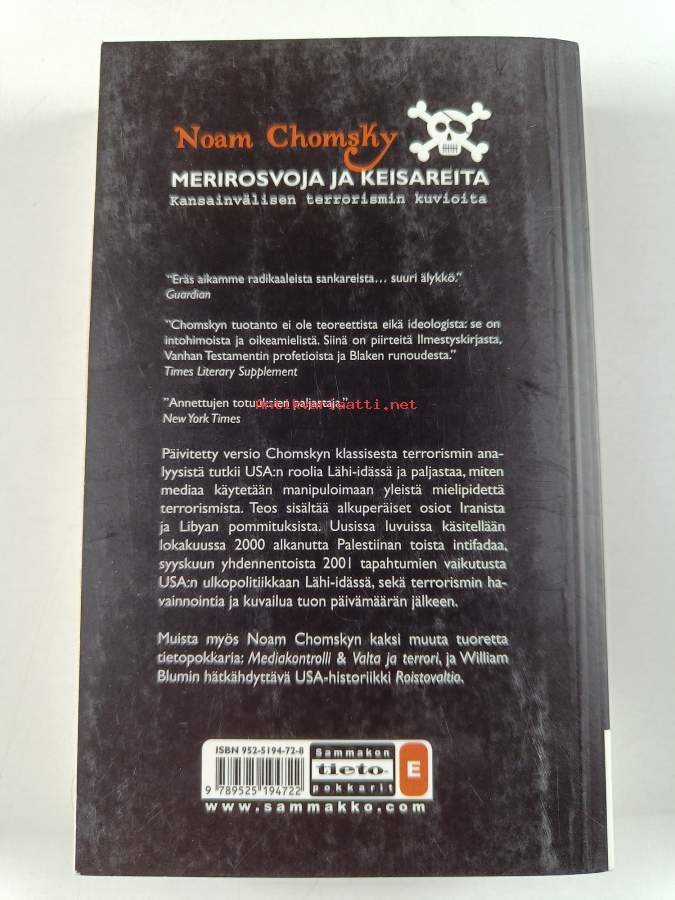 Noam Chomsky
MERIROSVOJA JA KEISAREITA
Kansainvälisen terrorismin kuvioita
"Eräs aikamme radikaaleista sankareista... suuri älykkö."
Guardian
"Chomskyn tuotanto ei ole teoreettista eikä ideologista: se on
intohimoista ja oikeamielistä. Siinä on piirteitä Ilmestyskirjasta,
Vanhan Testamentin profetioista ja Blaken runoudesta."
Times Literary Supplement
"Annettujen totuuksien paljastaja."
Antikvariaatti.net
New York Times
Päivitetty versio Chomskyn klassisesta terrorismin ana-
lyysistä tutkii USA:n roolia Lähi-idässä ja paljastaa, miten
mediaa käytetään manipuloimaan yleistä mielipidettä
terrorismista. Teos sisältää alkuperäiset osiot Iranista
ja Libyan pommituksista. Uusissa luvuissa käsitellään
lokakuussa 2000 alkanutta Palestiinan toista intifadaa,
syyskuun yhdennentoista 2001 tapahtumien vaikutusta
USA:n ulkopolitiikkaan Lähi-idässä, sekä terrorismin ha-
vainnointia ja kuvailua tuon päivämäärän jälkeen.
Muista myös Noam Chomskyn kaksi muuta tuoretta
tietopokkaria: Mediakontrolli & Valta ja terrori, ja William
Blumin hätkähdyttävä USA-historiikki Roistovaltio.
ISBN 952-5194-72-8
9 789525 194722
Sammakon
tieto-
pokkarit
E
www.sammakko.com